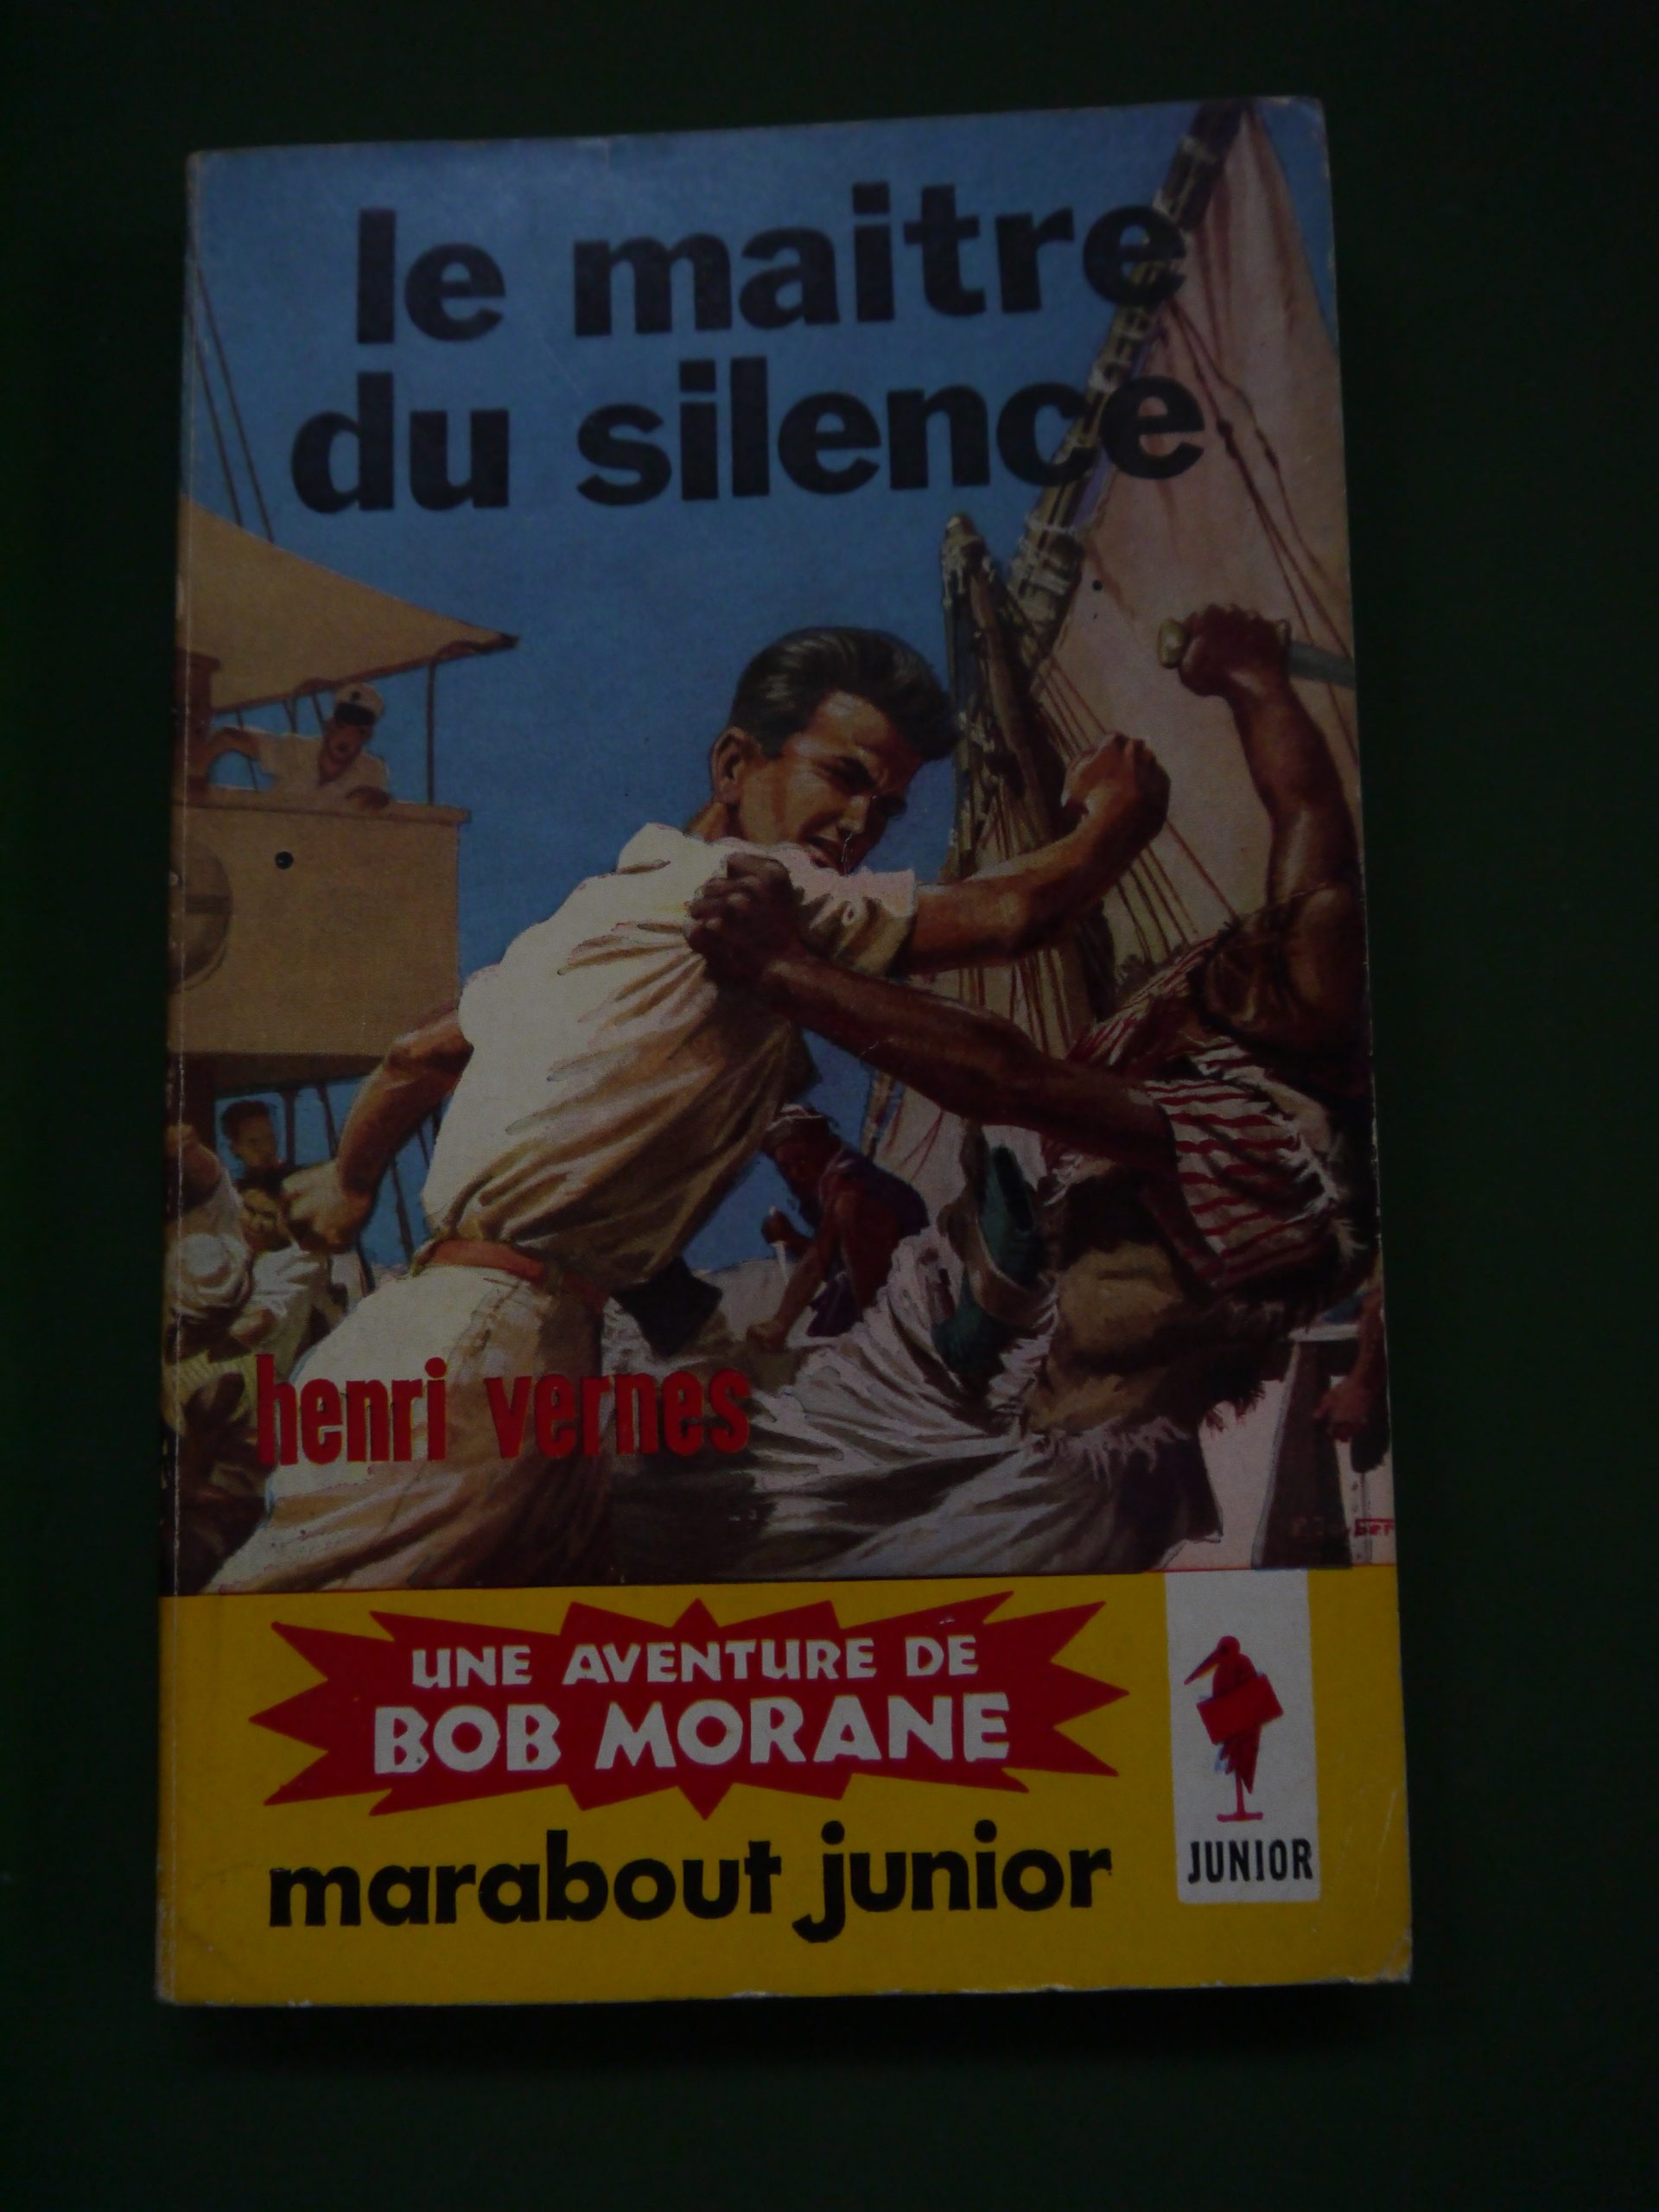 le maitre
du silence
henri vernes
UNE AVENTURE DE
BOB MORANE
marabout junior
JUNIOR